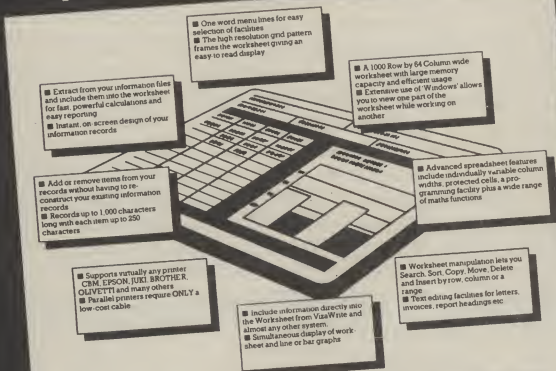 ■ One word menu lines for easy
selection of facilities
■ The high resolution grid pattern
frames the worksheet giving an
easy-to read display
■ A 1000 Row by 64 Column wide
worksheet with large memory
capacity and efficient usage
■ Extensive use of 'Windows' allows
you to view one part of the
worksheet while working on
another
■ Extract from your information files
and include them into the worksheet
for fast, powerful calculations and
easy reporting
■ Instant, on-screen design of your
information records
■ Advanced spreadsheet features
include individually variable column
widths, protected cells, a pro-
gramming facility plus a wide range
of maths functions
■ Add or remove items from your
records without having to re-
construct your existing information
records
■ Records up to 1,000 characters
long with each item up to 250
characters
■ Worksheet manipulation lets you
Search, Sort, Copy, Move, Delete
and Insert by row, column or a
range
■ Text editing facilities for letters,
invoices, report headings etc.
■ Supports virtually any printer
CBM, EPSON, JUKI, BROTHER,
OLIVETTI and many others
■ Parallel printers require ONLY a
low-cost cable
■ Include information directly into
the Worksheet from VizaWrite and
almost any other system.
■ Simultaneous display of work-
sheet and line or bar graphs